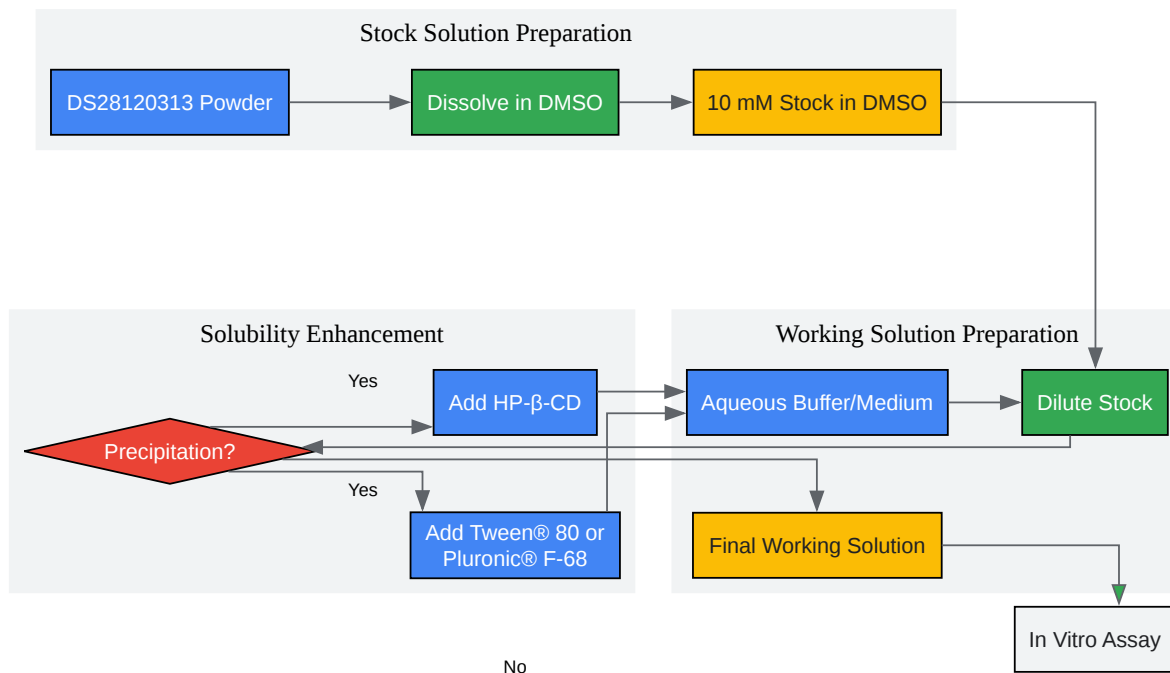 Stock Solution Preparation
DS28120313 Powder
Dissolve in DMSO
10 mM Stock in DMSO
Solubility Enhancement
Working Solution Preparation
Yes
Add HP-β-CD
Aqueous Buffer/Medium
Dilute Stock
Precipitation?
Yes
Add Tween® 80 or
Pluronic® F-68
Final Working Solution
In Vitro Assay
No